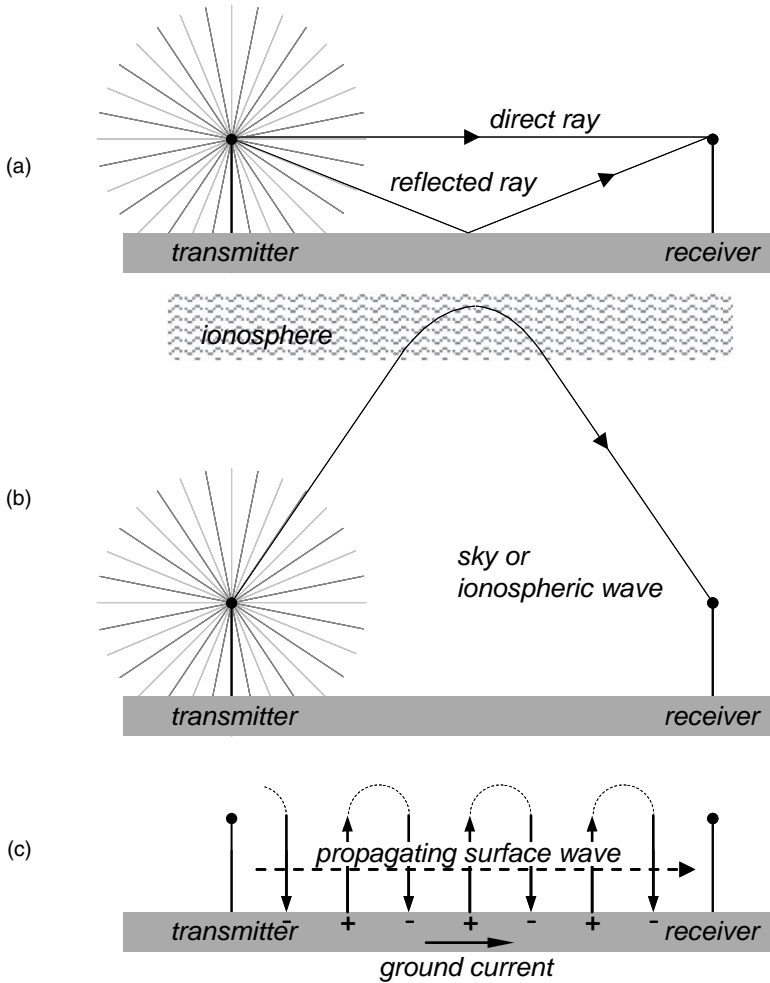 direct ray
(a)
reflected ray
transmitter
receiver
ionosphere
(b)
sky or
ionospheric wave
transmitter
receiver
(c)
propagating surface wave
- + - + - + -
transmitter
receiver
ground current